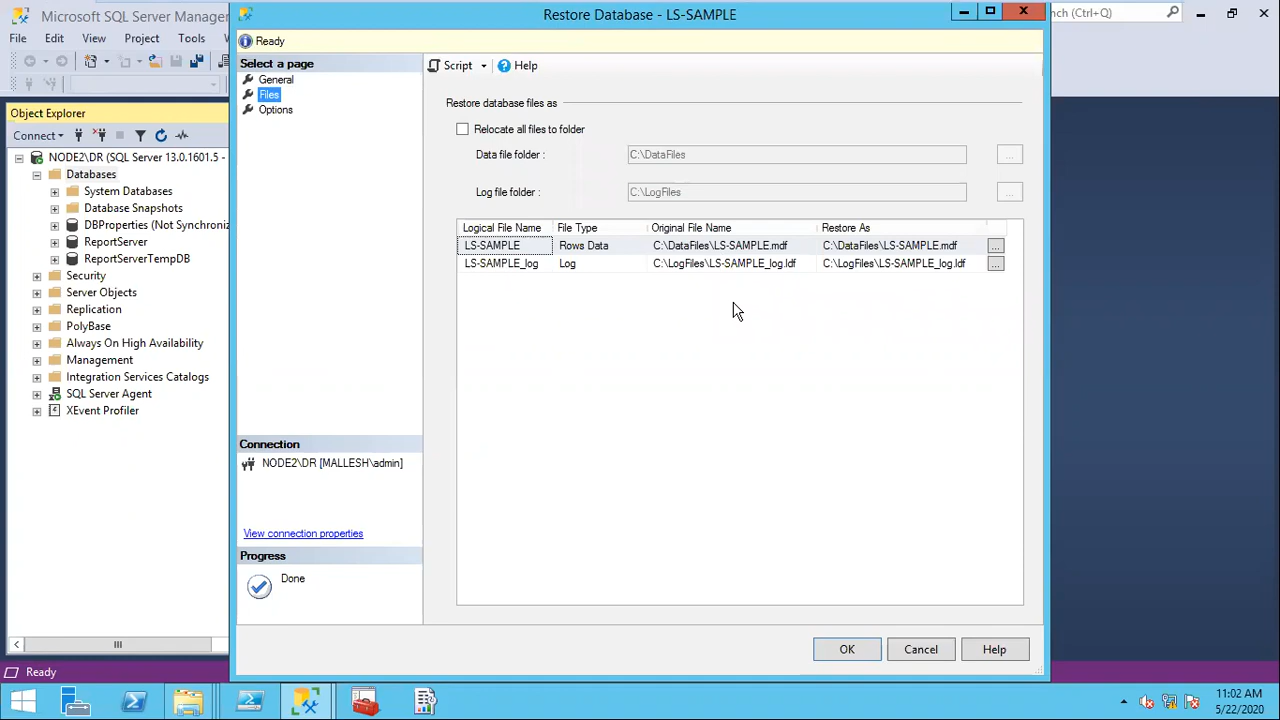 Microsoft SQL Server Manage
Restore Database - LS-SAMPLE
ch (Ctrl+Q)
File Edit View Project Tools
Ready
Select a page
General
Files
Options
Script Help
Restore database files as
Relocate all files to folder
Data file folder : C:\DataFiles ...
Log file folder : C:\LogFiles ...
Logical File Name File Type Original File Name Restore As
LS-SAMPLE Rows Data C:\DataFiles\LS-SAMPLE.mdf C:\DataFiles\LS-SAMPLE.mdf ...
LS-SAMPLE_log Log C:\LogFiles\LS-SAMPLE_log.ldf C:\LogFiles\LS-SAMPLE_log.ldf ...
Object Explorer
Connect
NODE2\DR (SQL Server 13.0.1601.5 -
Databases
System Databases
Database Snapshots
DBProperties (Not Synchroniz
ReportServer
ReportServerTempDB
Security
Server Objects
Replication
PolyBase
Always On High Availability
Management
Integration Services Catalogs
SQL Server Agent
XEvent Profiler
Connection
NODE2\DR [MALLESH\admin]
View connection properties
Progress
Done
OK Cancel Help
Ready
11:02 AM
5/22/2020